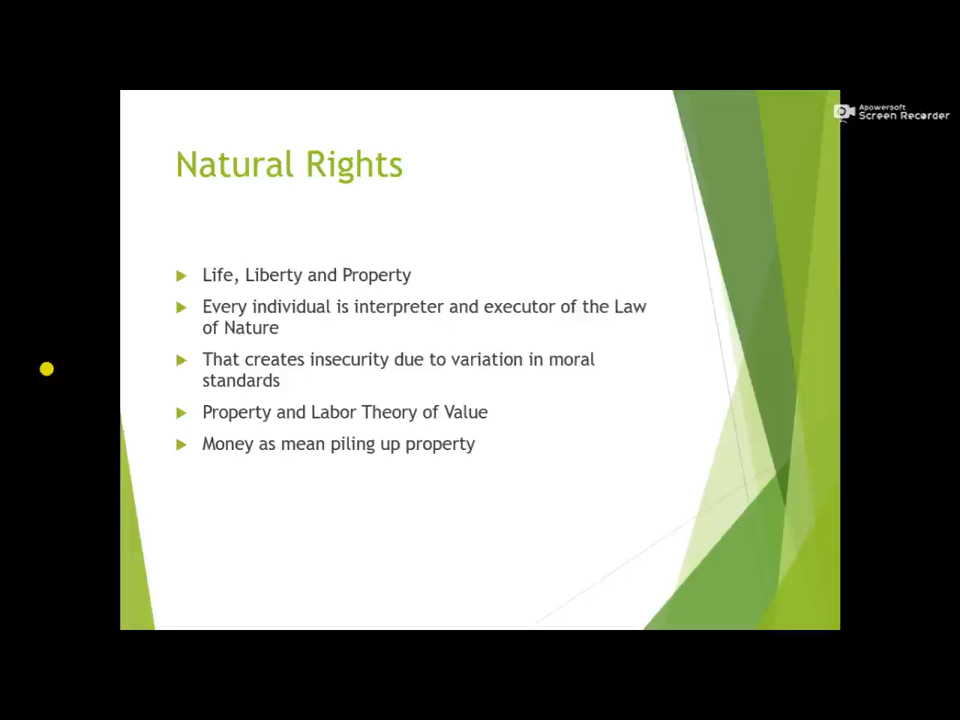 Apowersoft
Screen Recorder
Natural Rights
Life, Liberty and Property
Every individual is interpreter and executor of the Law
of Nature
That creates insecurity due to variation in moral
standards
Property and Labor Theory of Value
Money as mean piling up property